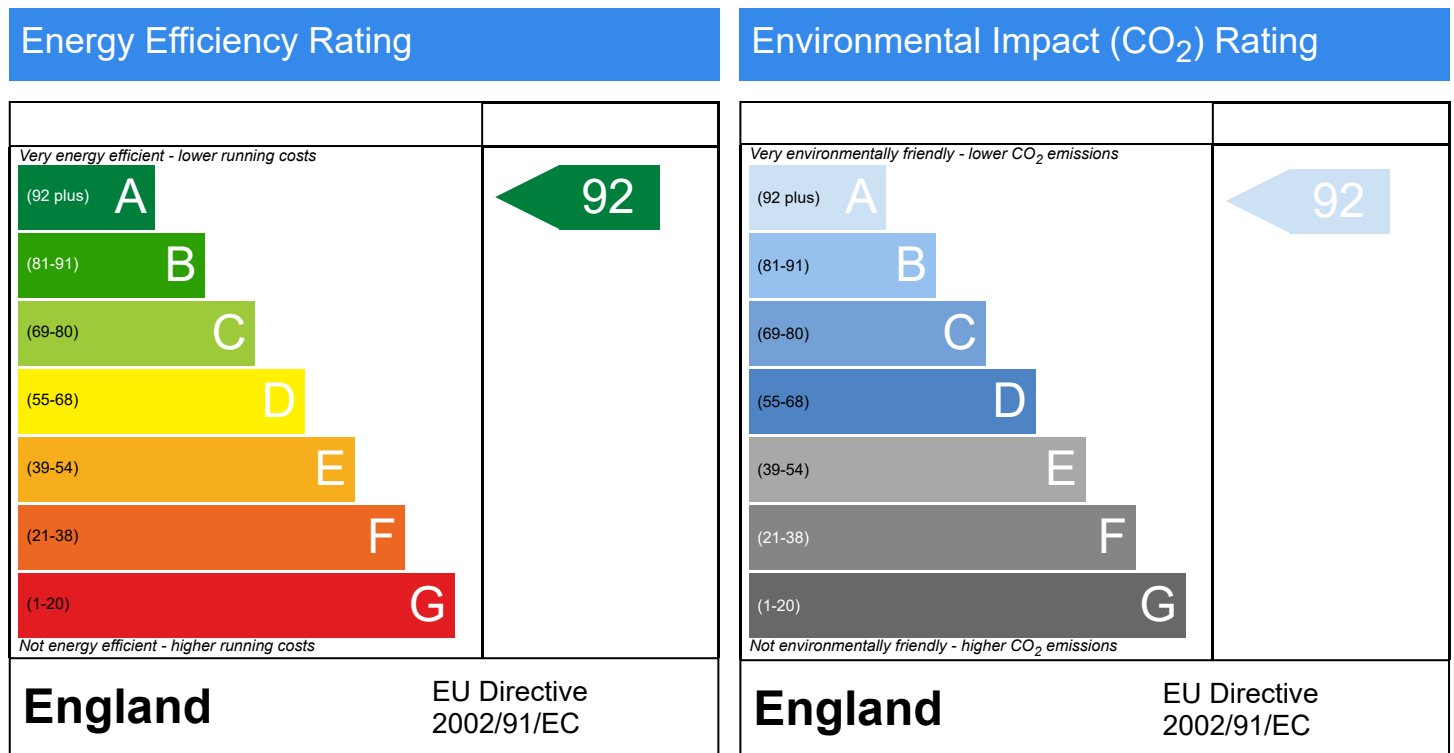 Energy Efficiency Rating
Very energy efficient - lower running costs
(92 plus) A
92
(81-91) B
(69-80) C
(55-68) D
(39-54) E
(21-38) F
(1-20) G
Not energy efficient - higher running costs
England
EU Directive
2002/91/EC
Environmental Impact (CO₂) Rating
Very environmentally friendly - lower CO₂ emissions
(92 plus) A
92
(81-91) B
(69-80) C
(55-68) D
(39-54) E
(21-38) F
(1-20) G
Not environmentally friendly - higher CO₂ emissions
England
EU Directive
2002/91/EC